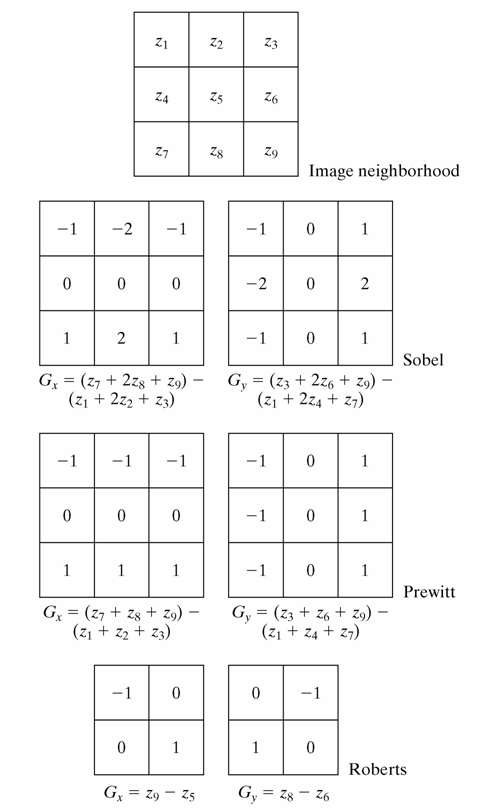 z₁ z₂ z₃
z₄ z₅ z₆
z₇ z₈ z₉
Image neighborhood
−1 −2 −1
0 0 0
1 2 1
Gₓ = (z₇ + 2z₈ + z₉) −
(z₁ + 2z₂ + z₃)
−1 0 1
−2 0 2
−1 0 1
G_y = (z₃ + 2z₆ + z₉) −
(z₁ + 2z₄ + z₇)
Sobel
−1 −1 −1
0 0 0
1 1 1
Gₓ = (z₇ + z₈ + z₉) −
(z₁ + z₂ + z₃)
−1 0 1
−1 0 1
−1 0 1
G_y = (z₃ + z₆ + z₉) −
(z₁ + z₄ + z₇)
Prewitt
−1 0
0 1
Gₓ = z₉ − z₅
0 −1
1 0
G_y = z₈ − z₆
Roberts